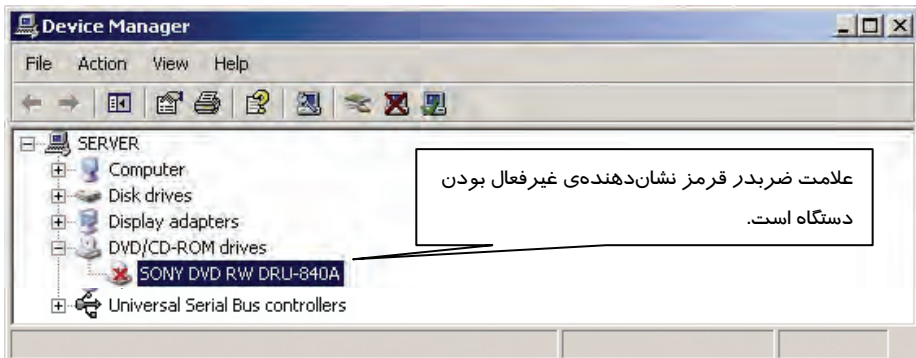 Device Manager
File Action View Help
SERVER
Computer
Disk drives
Display adapters
DVD/CD-ROM drives
SONY DVD RW DRU-840A
Universal Serial Bus controllers
علامت ضربدر قرمز نشان‌دهنده‌ی غیرفعال بودن
دستگاه است.